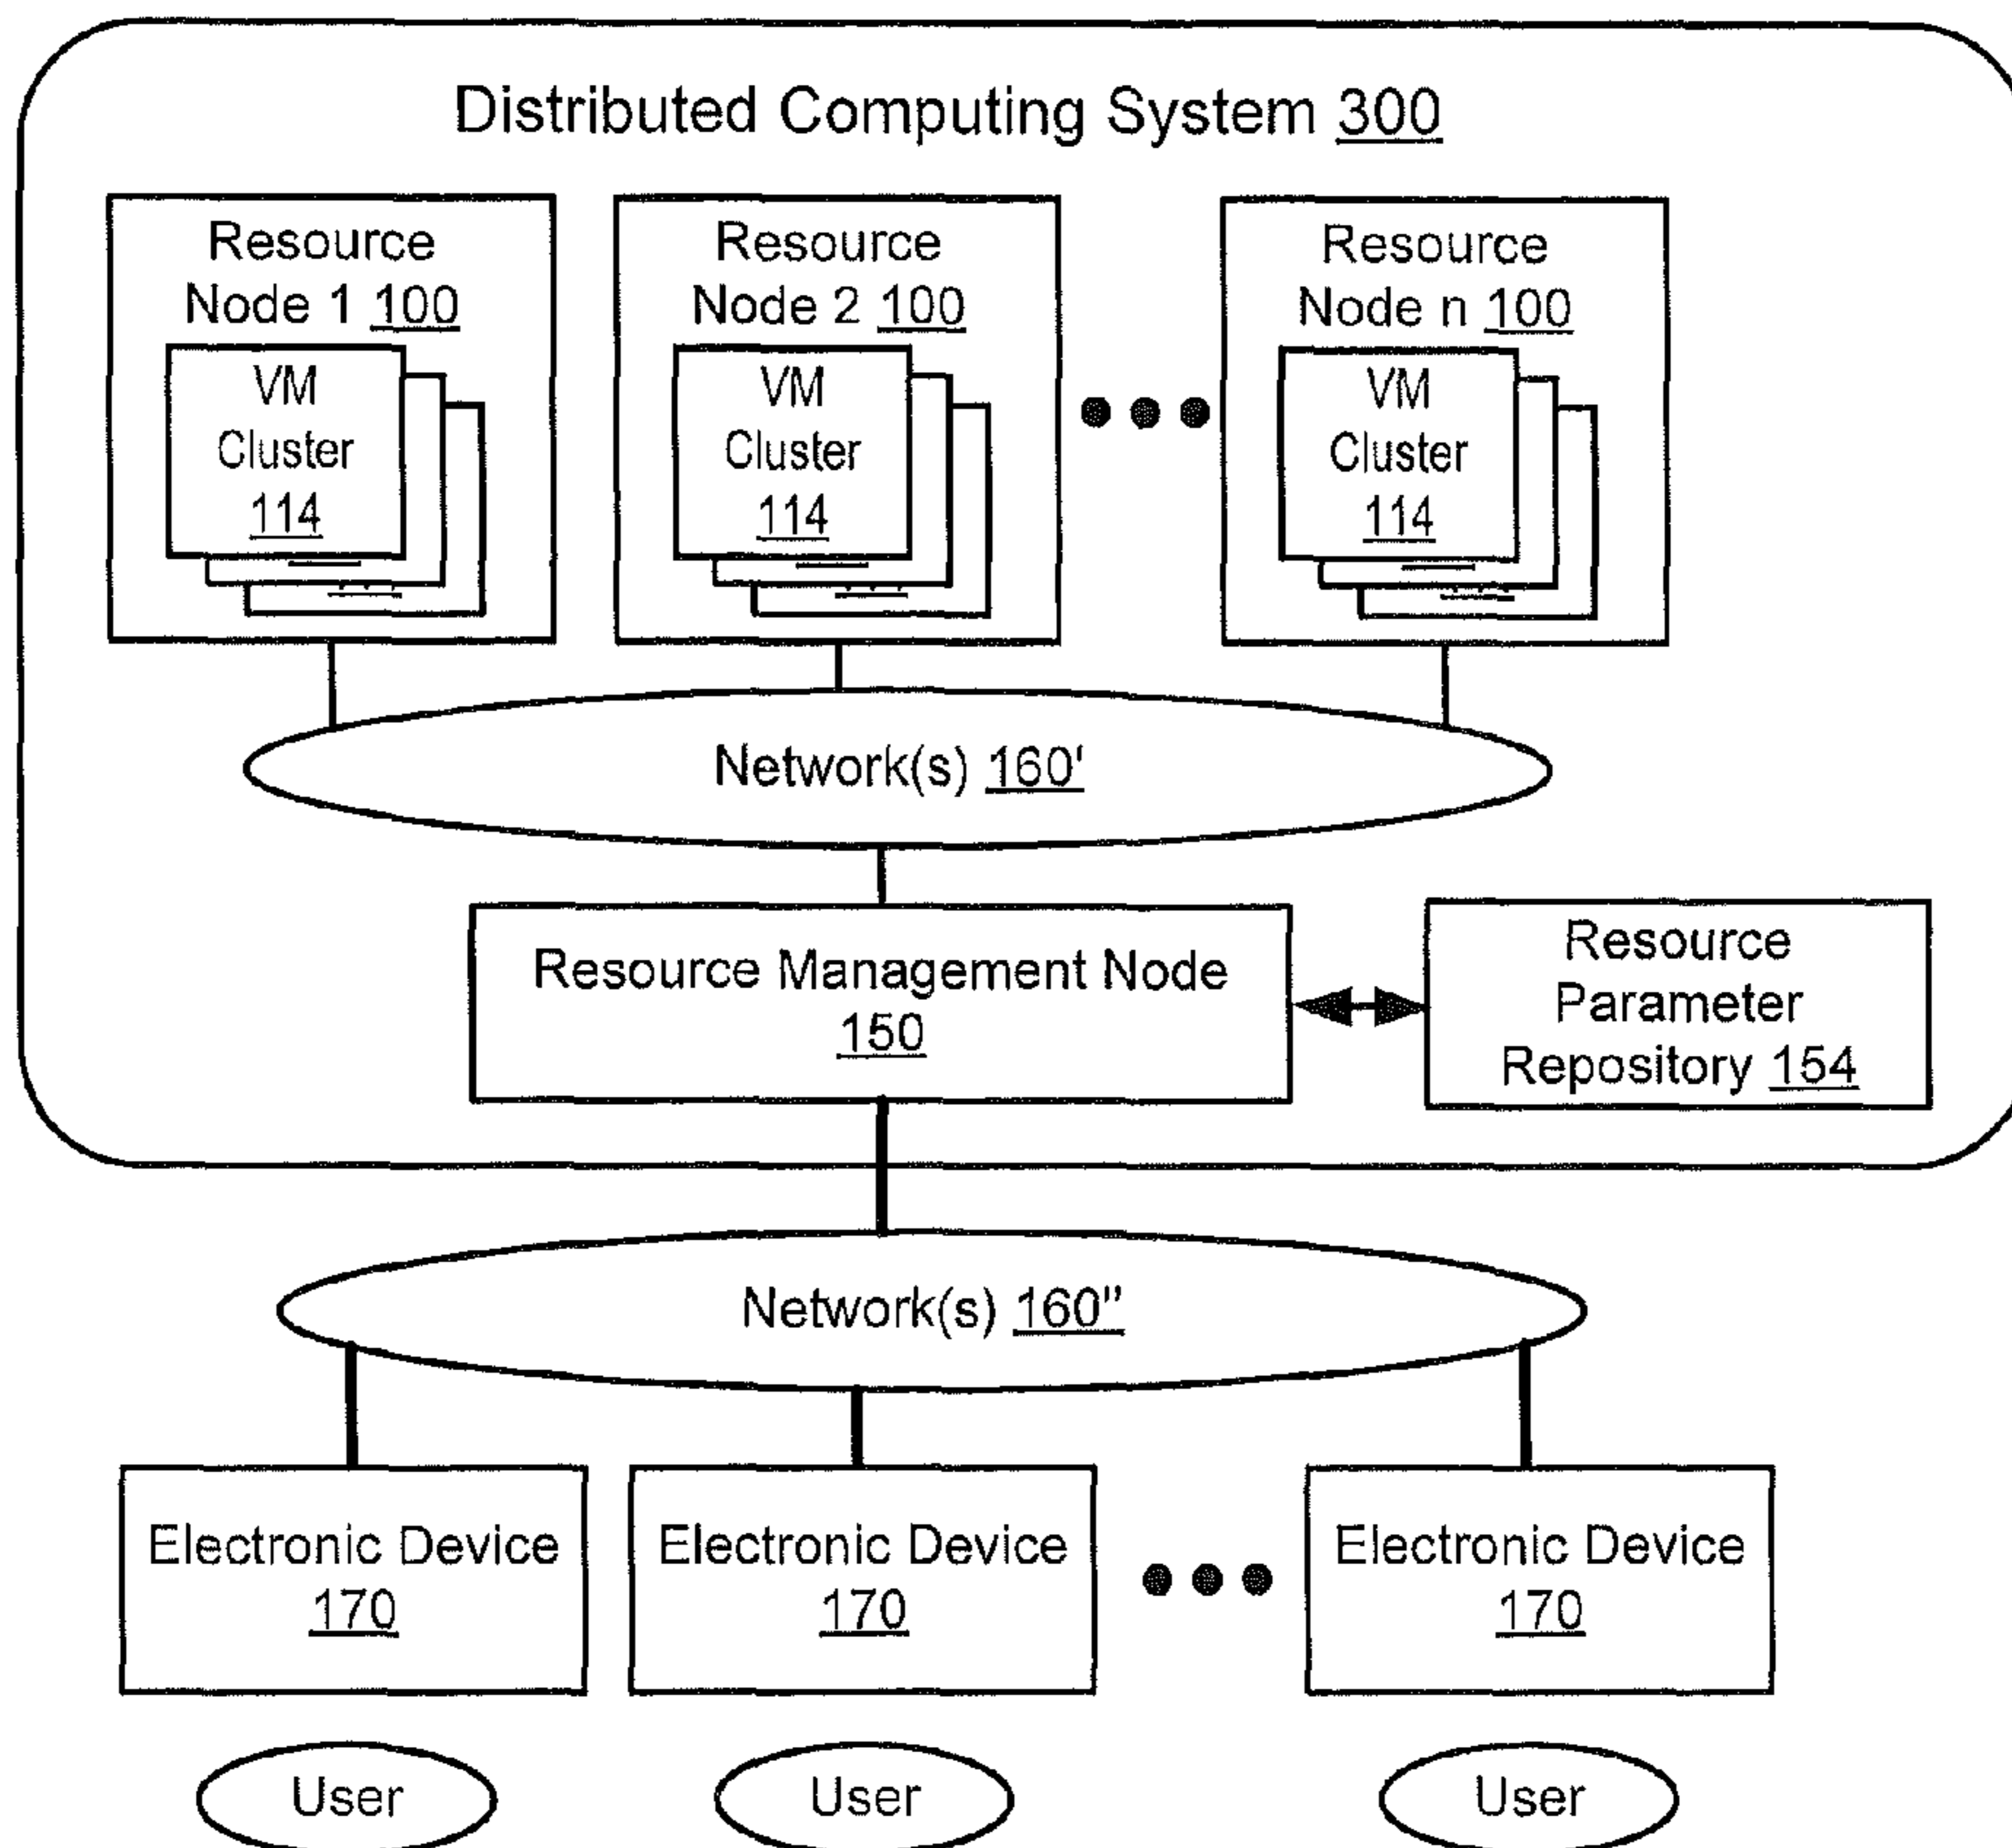 Distributed Computing System 300
Resource
Node 1 100
VM
Cluster
114
Resource
Node 2 100
VM
Cluster
114
Resource
Node n 100
VM
Cluster
114
Network(s) 160'
Resource Management Node
150
Resource
Parameter
Repository 154
Network(s) 160"
Electronic Device
170
Electronic Device
170
Electronic Device
170
User
User
User